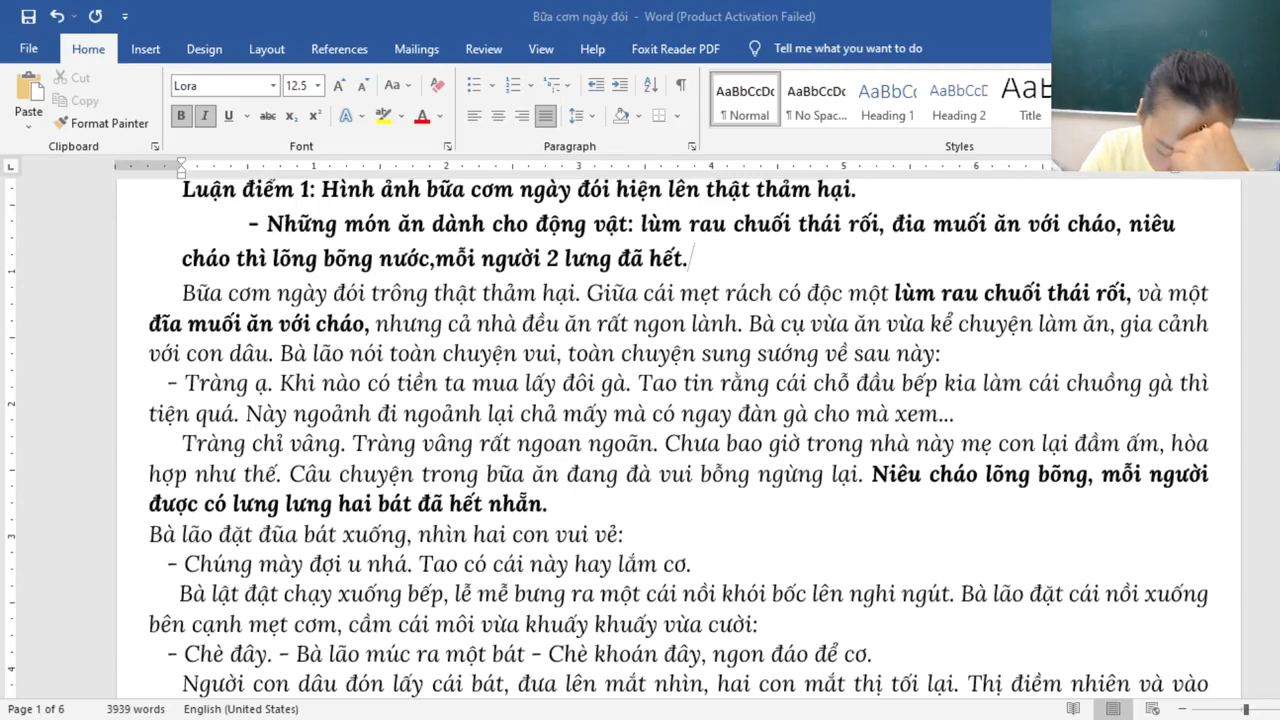 Bữa cơm ngày đói - Word (Product Activation Failed)
File Home Insert Design Layout References Mailings Review View Help Foxit Reader PDF Tell me what you want to do
Paste
Cut
Copy
Format Painter
Clipboard
Lora 12.5
Font
Paragraph
AaBbCcDc AaBbCcDc AaBbCc AaBbCcD AaB
¶ Normal ¶ No Spac... Heading 1 Heading 2 Title
Styles
1 2 3 4 5 6
Luận điểm 1: Hình ảnh bữa cơm ngày đói hiện lên thật thảm hại.
- Những món ăn dành cho động vật: lùm rau chuối thái rối, đia muối ăn với cháo, niêu
cháo thì lõng bõng nước,mỗi người 2 lưng đã hết.
Bữa cơm ngày đói trông thật thảm hại. Giữa cái mẹt rách có độc một lùm rau chuối thái rối, và một
đĩa muối ăn với cháo, nhưng cả nhà đều ăn rất ngon lành. Bà cụ vừa ăn vừa kể chuyện làm ăn, gia cảnh
với con dâu. Bà lão nói toàn chuyện vui, toàn chuyện sung sướng về sau này:
- Tràng ạ. Khi nào có tiền ta mua lấy đôi gà. Tao tin rằng cái chỗ đầu bếp kia làm cái chuồng gà thì
tiện quá. Này ngoảnh đi ngoảnh lại chả mấy mà có ngay đàn gà cho mà xem...
Tràng chỉ vâng. Tràng vâng rất ngoan ngoãn. Chưa bao giờ trong nhà này mẹ con lại đầm ấm, hòa
hợp như thế. Câu chuyện trong bữa ăn đang đà vui bỗng ngừng lại. Niêu cháo lõng bõng, mỗi người
được có lưng lưng hai bát đã hết nhẵn.
Bà lão đặt đũa bát xuống, nhìn hai con vui vẻ:
- Chúng mày đợi u nhá. Tao có cái này hay lắm cơ.
Bà lật đật chạy xuống bếp, lễ mễ bưng ra một cái nồi khói bốc lên nghi ngút. Bà lão đặt cái nồi xuống
bên cạnh mẹt cơm, cầm cái môi vừa khuấy khuấy vừa cười:
- Chè đây. - Bà lão múc ra một bát - Chè khoán đây, ngon đáo để cơ.
Người con dâu đón lấy cái bát, đưa lên mắt nhìn, hai con mắt thị tối lại. Thị điềm nhiên và vào
Page 1 of 6 3939 words English (United States)